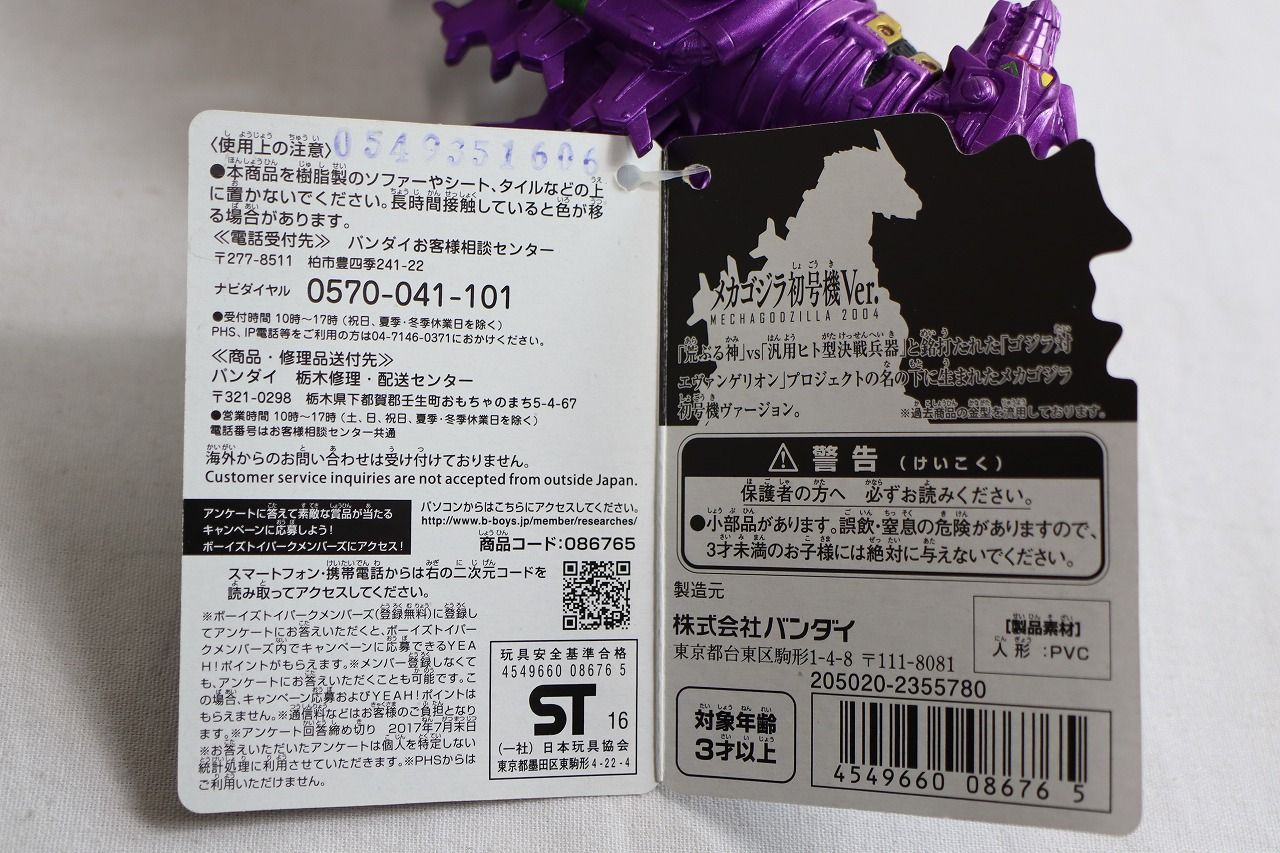 〈使用上の注意〉
0549351606
●本商品を樹脂製のソファーやシート、タイルなどの上
に置かないでください。長時間接触していると色が移
る場合があります。
≪電話受付先≫ バンダイお客様相談センター
〒277-8511 柏市豊四季241-22
ナビダイヤル 0570-041-101
●受付時間 10時～17時（祝日、夏季・冬季休業日を除く）
PHS、IP電話等をご利用の方は04-7146-0371におかけください。
≪商品・修理品送付先≫
バンダイ 栃木修理・配送センター
〒321-0298 栃木県下都賀郡壬生町おもちゃのまち5-4-67
●営業時間 10時～17時（土、日、祝日、夏季・冬季休業日を除く）
電話番号はお客様相談センター共通
海外からのお問い合わせは受け付けておりません。
Customer service inquiries are not accepted from outside Japan.
アンケートに答えて素敵な賞品が当たる
キャンペーンに応募しよう！
ボーイズトイパークメンバーズにアクセス！
パソコンからはこちらにアクセスしてください。
http://www.b-boys.jp/member/researches/
商品コード：086765
スマートフォン・携帯電話からは右の二次元コードを
読み取ってアクセスしてください。
※ボーイズトイパークメンバーズ（登録無料）に登録し
てアンケートにお答えいただくと、ボーイズトイパー
クメンバーズ内でキャンペーンに応募できるYEA
H！ポイントがもらえます。※メンバー登録しなくて
も、アンケートにお答えいただくことも可能です。こ
の場合、キャンペーン応募およびYEAH！ポイントは
もらえません。※通信料などはお客様のご負担となり
ます。※アンケート回答締め切り 2017年7月末日
※お答えいただいたアンケートは個人を特定しない
統計処理に利用させていただきます。※PHSからは
ご利用いただけません。
玩具安全基準合格
4549660 08676 5
ST 16
(一社) 日本玩具協会
東京都墨田区東駒形4-22-4
メカゴジラ初号機Ver.
MECHAGODZILLA 2004
「荒ぶる神」vs「汎用ヒト型決戦兵器」と銘打たれた「ゴジラ対
エヴァンゲリオン」プロジェクトの名の下に生まれたメカゴジラ
初号機ヴァージョン。
※過去商品の金型を流用しております。
警告（けいこく）
保護者の方へ 必ずお読みください。
●小部品があります。誤飲・窒息の危険がありますので、
3才未満のお子様には絶対に与えないでください。
製造元
株式会社バンダイ
東京都台東区駒形1-4-8 〒111-8081
【製品素材】
人形：PVC
205020-2355780
対象年齢
3才以上
4549660 08676 5